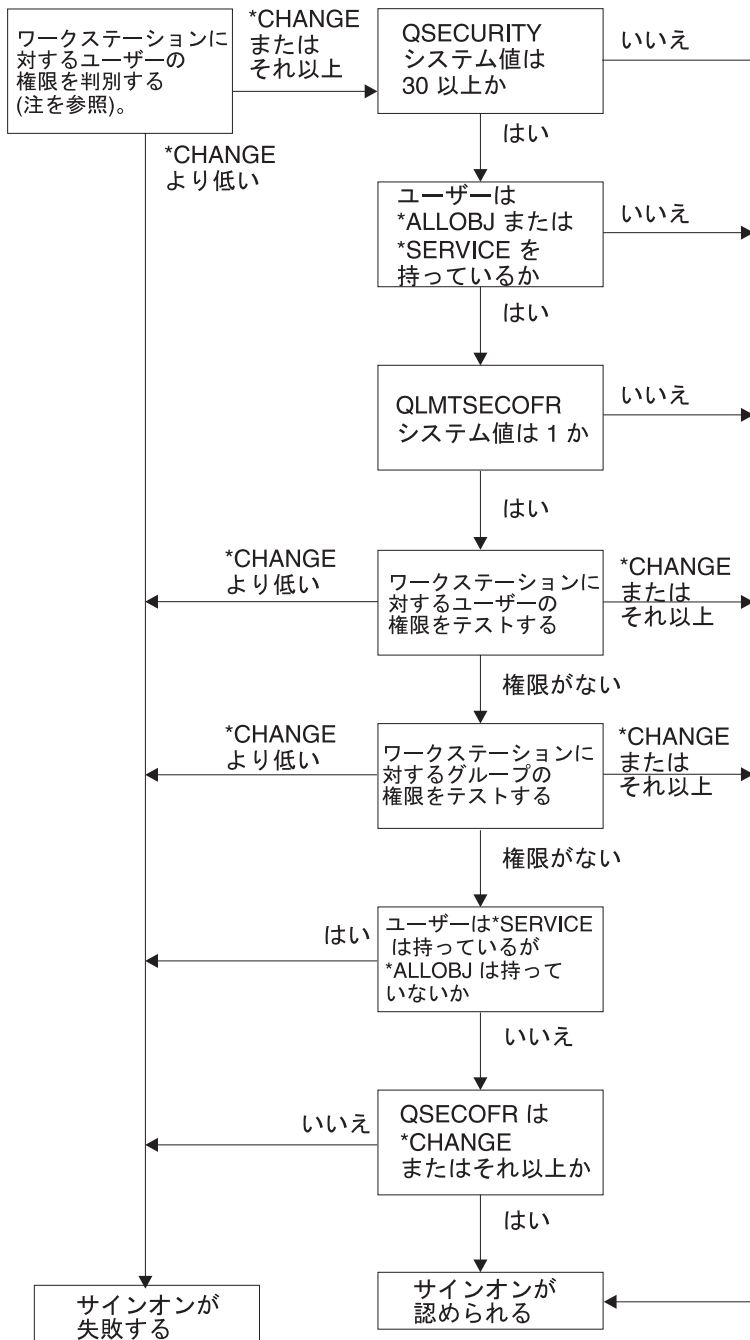 ワークステーションに
対するユーザーの
権限を判別する
(注を参照)。
*CHANGE
または
それ以上
QSECURITY
システム値は
30 以上か
いいえ
はい
*CHANGE
より低い
ユーザーは
*ALLOBJ または
*SERVICE を
持っているか
いいえ
はい
QLMTSECOFR
システム値は 1 か
いいえ
はい
*CHANGE
より低い
ワークステーションに
対するユーザーの
権限をテストする
*CHANGE
または
それ以上
権限がない
*CHANGE
より低い
ワークステーションに
対するグループの
権限をテストする
*CHANGE
または
それ以上
権限がない
はい
ユーザーは*SERVICE
は持っているが
*ALLOBJ は持って
いないか
いいえ
いいえ
QSECOFR は
*CHANGE
またはそれ以上か
はい
サインオンが
失敗する
サインオンが
認められる